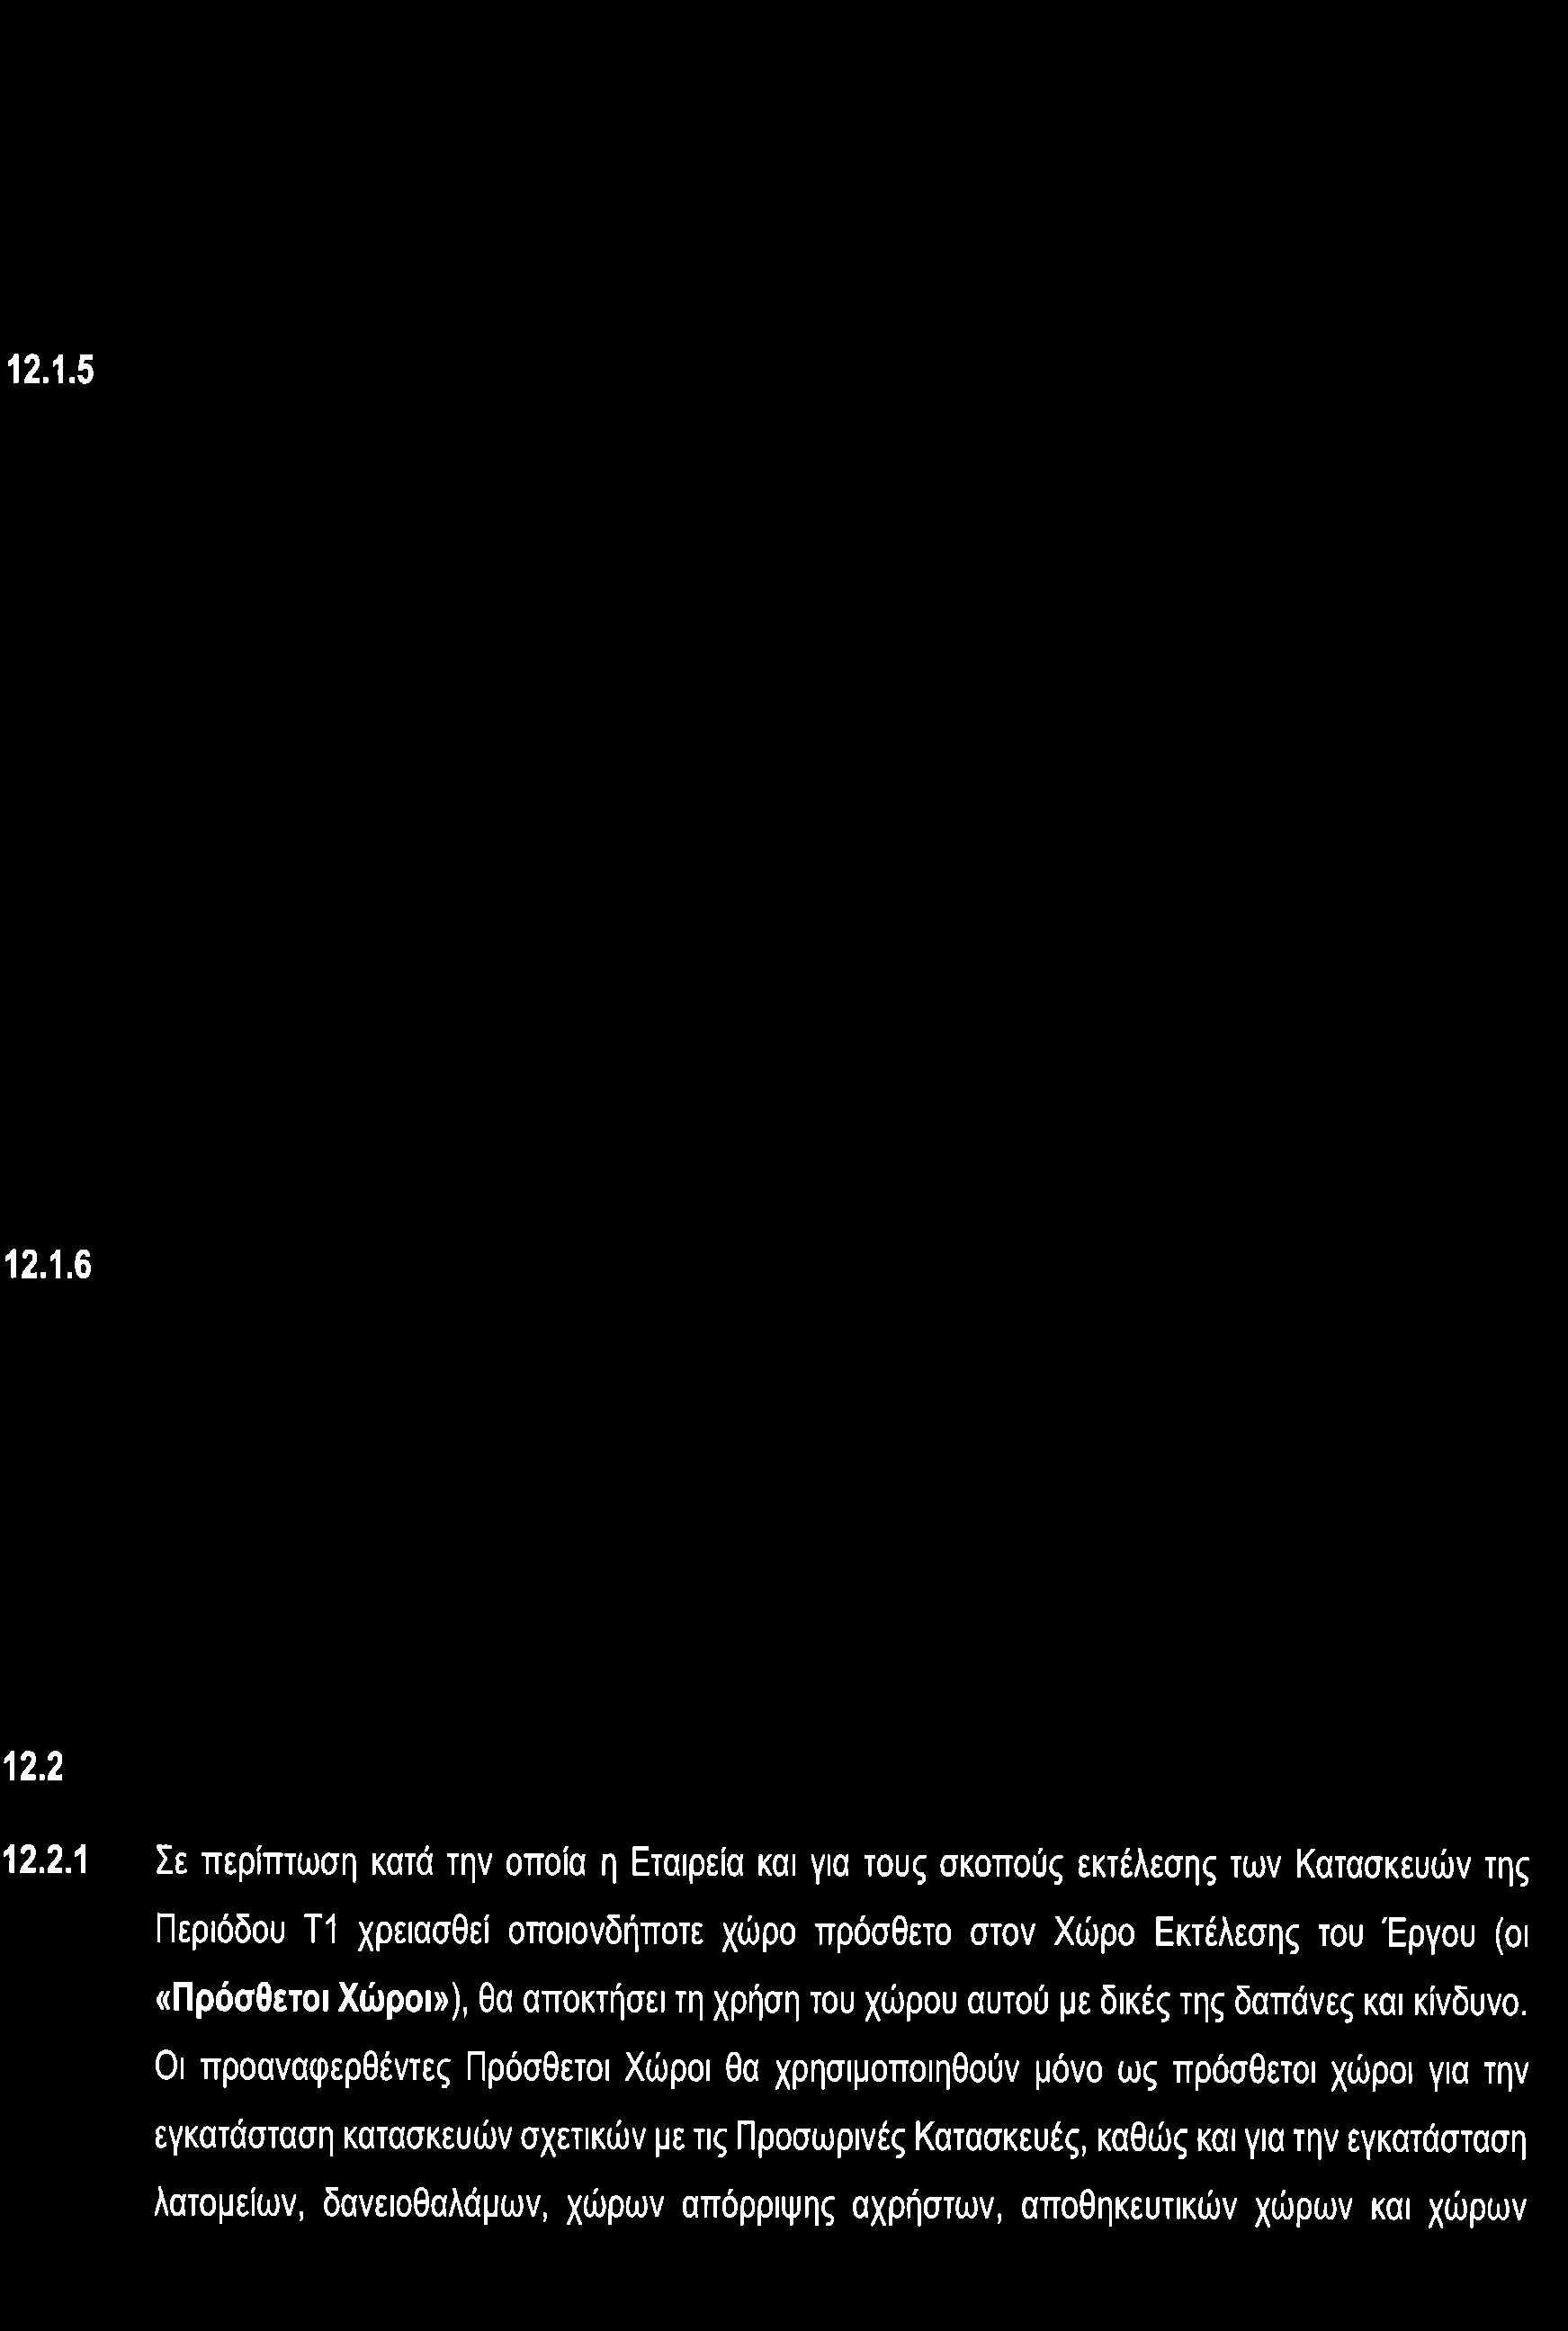 12.1.5
12.1.6
12.2
12.2.1 Σε περίπτωση κατά την οποία η Εταιρεία και για τους σκοπούς εκτέλεσης των Κατασκευών της
Περιόδου Τ1 χρειασθεί οποιονδήποτε χώρο πρόσθετο στον Χώρο Εκτέλεσης του Έργου (οι
«Πρόσθετοι Χώροι»), θα αποκτήσει τη χρήση του χώρου αυτού με δικές της δαπάνες και κίνδυνο.
Οι προαναφερθέντες Πρόσθετοι Χώροι θα χρησιμοποιηθούν μόνο ως πρόσθετοι χώροι για την
εγκατάσταση κατασκευών σχετικών με τις Προσωρινές Κατασκευές, καθώς και για την εγκατάσταση
λατομείων, δανειοθαλάμων, χώρων απόρριψης αχρήστων, αποθηκευτικών χώρων και χώρων